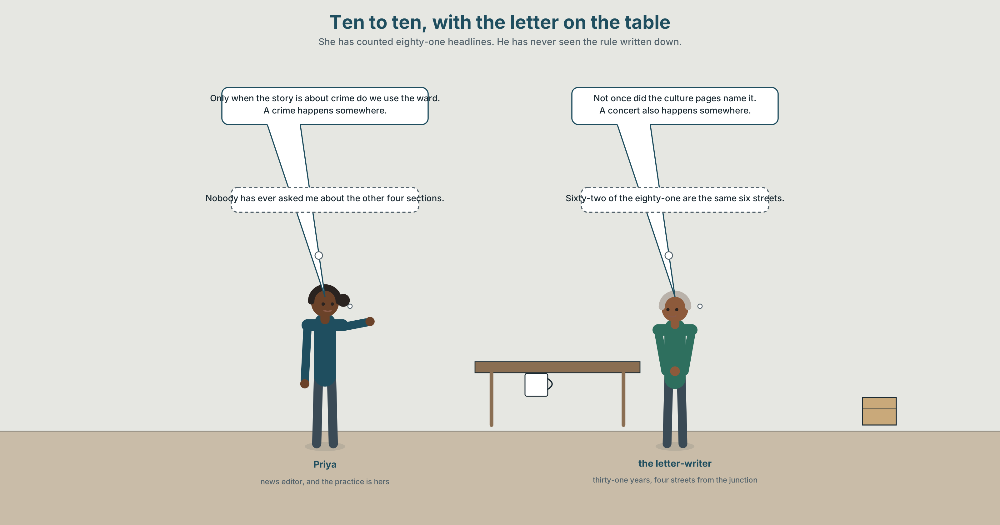 Ten to ten, with the letter on the table
She has counted eighty-one headlines. He has never seen the rule written down.
Only when the story is about crime do we use the ward.
A crime happens somewhere.
Not once did the culture pages name it.
A concert also happens somewhere.
Nobody has ever asked me about the other four sections.
Sixty-two of the eighty-one are the same six streets.
Priya
news editor, and the practice is hers
the letter-writer
thirty-one years, four streets from the junction